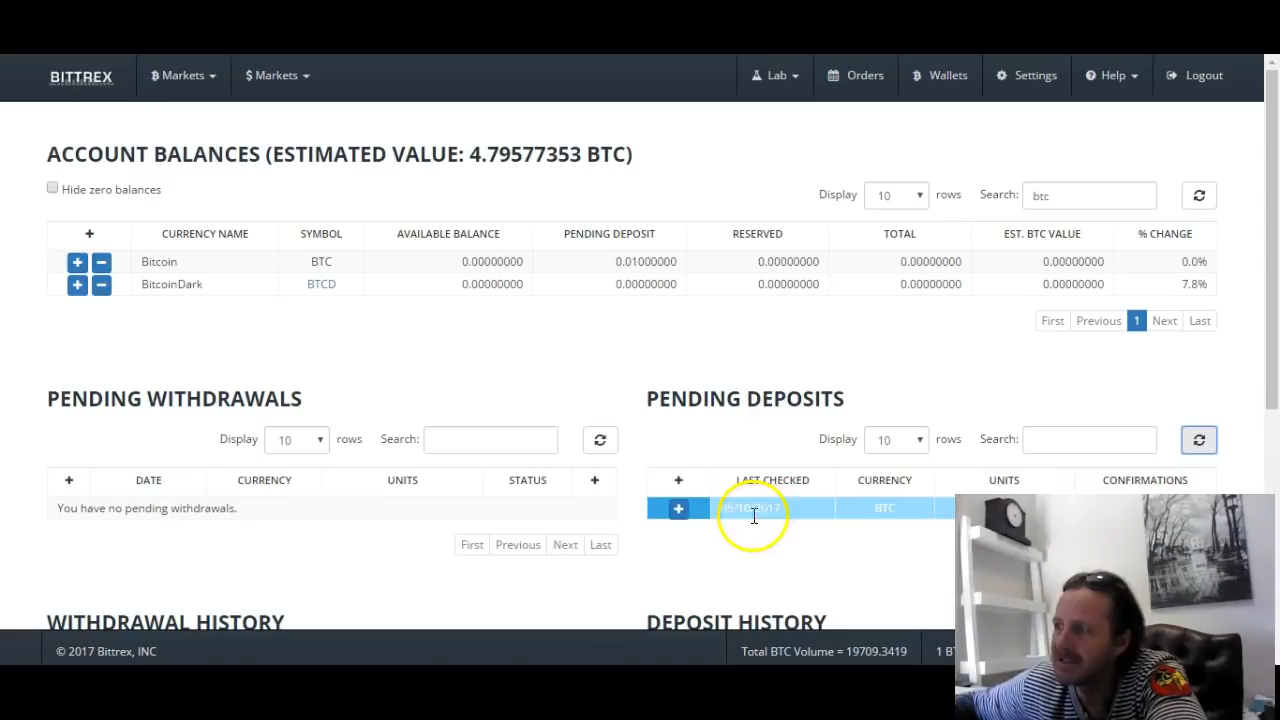 BITTREX
Markets
$ Markets
Lab
Orders
Wallets
Settings
Help
Logout
ACCOUNT BALANCES (ESTIMATED VALUE: 4.79577353 BTC)
Hide zero balances
Display 10 rows Search: btc
+ CURRENCY NAME SYMBOL AVAILABLE BALANCE PENDING DEPOSIT RESERVED TOTAL EST. BTC VALUE % CHANGE
+ − Bitcoin BTC 0.00000000 0.01000000 0.00000000 0.00000000 0.00000000 0.0%
+ − BitcoinDark BTCD 0.00000000 0.00000000 0.00000000 0.00000000 0.00000000 7.8%
First Previous 1 Next Last
PENDING WITHDRAWALS
Display 10 rows Search:
+ DATE CURRENCY UNITS STATUS +
You have no pending withdrawals.
First Previous Next Last
PENDING DEPOSITS
Display 10 rows Search:
+ LAST CHECKED CURRENCY UNITS CONFIRMATIONS
+ BTC
WITHDRAWAL HISTORY
DEPOSIT HISTORY
© 2017 Bittrex, INC
Total BTC Volume = 19709.3419